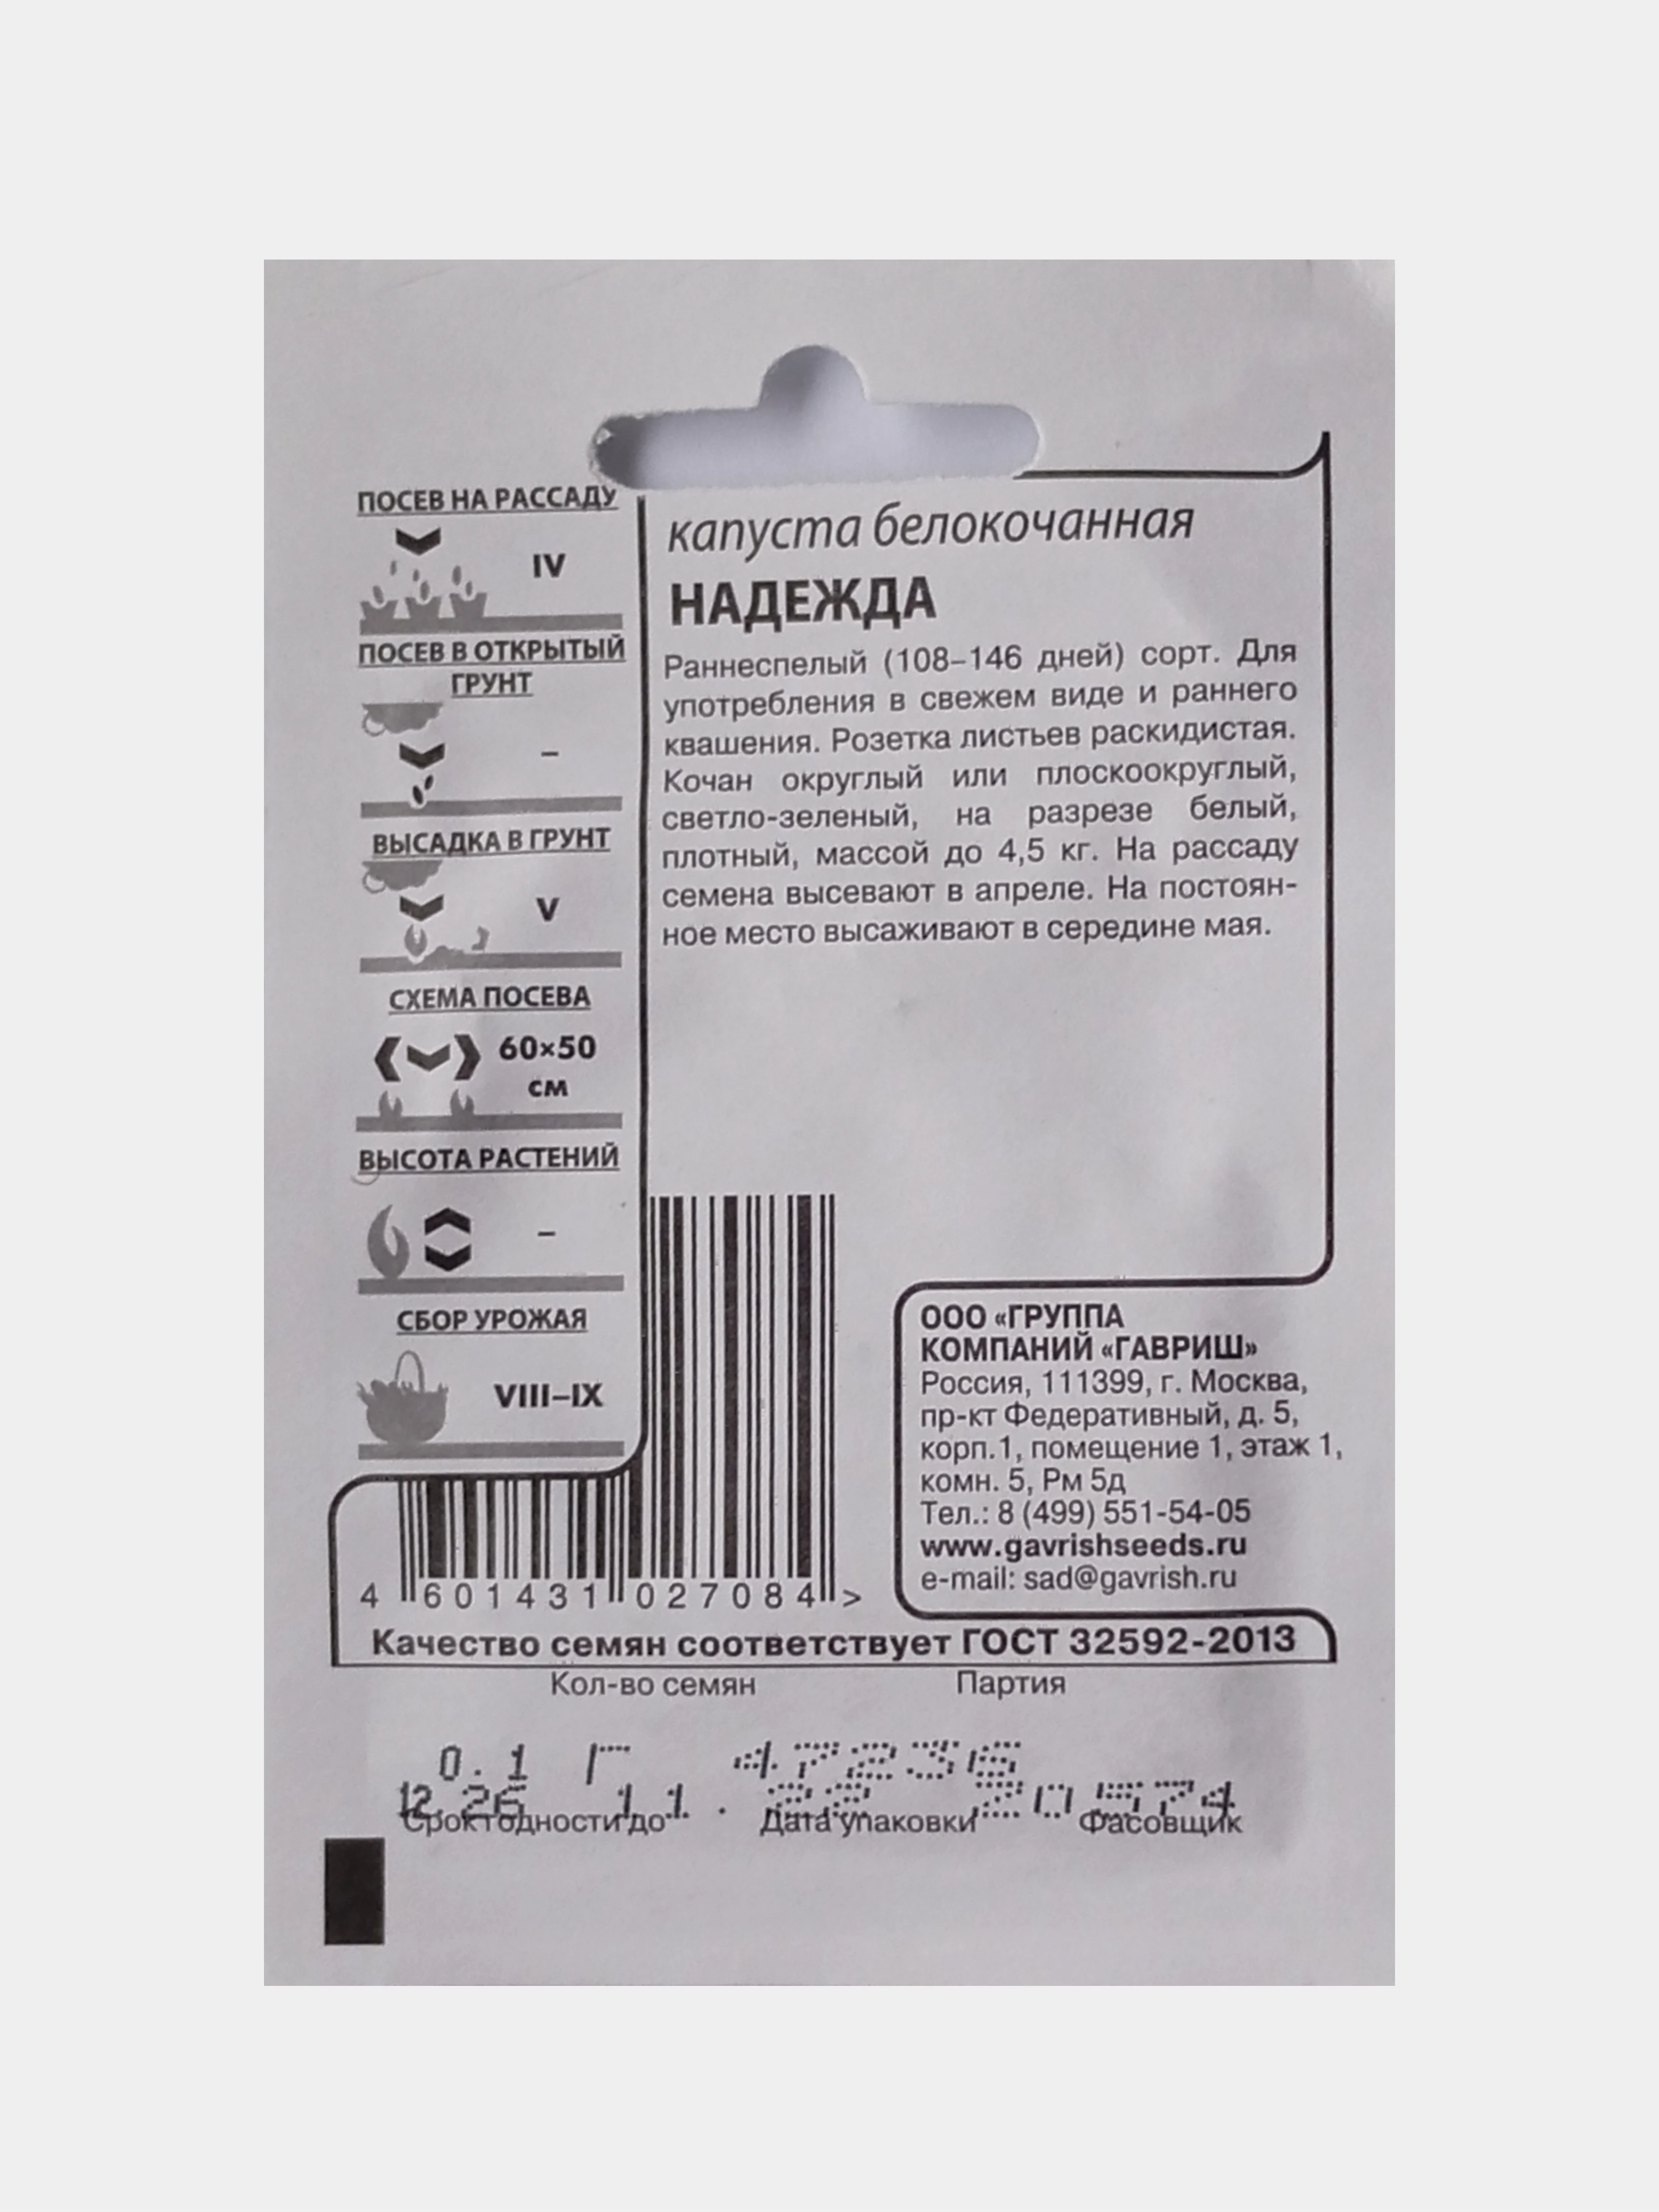 ПОСЕВ НА РАССАДУ
IV
ПОСЕВ В ОТКРЫТЫЙ
ГРУНТ
–
ВЫСАДКА В ГРУНТ
V
СХЕМА ПОСЕВА
60×50
см
ВЫСОТА РАСТЕНИЙ
–
СБОР УРОЖАЯ
VIII–IX
капуста белокочанная
НАДЕЖДА
Раннеспелый (108–146 дней) сорт. Для
употребления в свежем виде и раннего
квашения. Розетка листьев раскидистая.
Кочан округлый или плоскоокруглый,
светло-зеленый, на разрезе белый,
плотный, массой до 4,5 кг. На рассаду
семена высевают в апреле. На постоян-
ное место высаживают в середине мая.
ООО «ГРУППА
КОМПАНИЙ «ГАВРИШ»
Россия, 111399, г. Москва,
пр-кт Федеративный, д. 5,
корп.1, помещение 1, этаж 1,
комн. 5, Рм 5д
Тел.: 8 (499) 551-54-05
www.gavrishseeds.ru
e-mail: sad@gavrish.ru
4 601431 027084 >
Качество семян соответствует ГОСТ 32592-2013
Кол-во семян Партия
0.1 Г 47236
12.26 11.22 20574
Срок годности до Дата упаковки Фасовщик